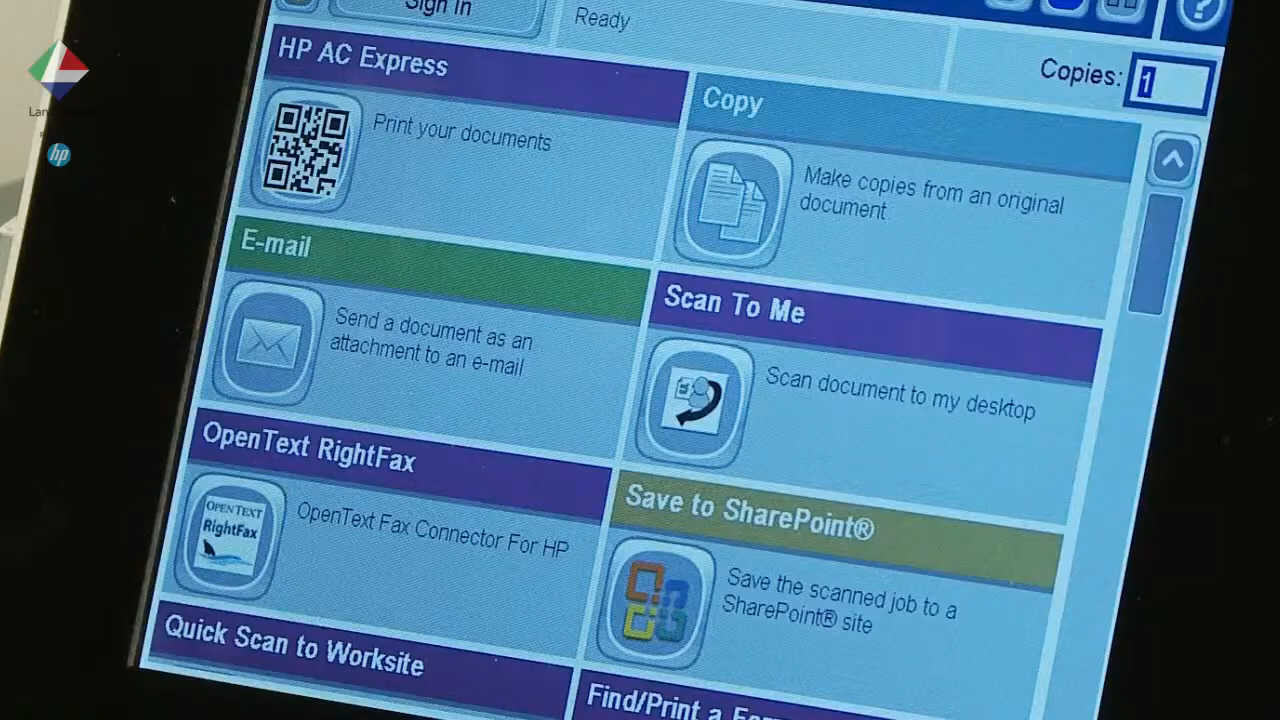 Sign In
Ready
Copies: 1
HP AC Express
Print your documents
Copy
Make copies from an original
document
E-mail
Send a document as an
attachment to an e-mail
Scan To Me
Scan document to my desktop
OpenText RightFax
OPENTEXT
RightFax
OpenText Fax Connector For HP
Save to SharePoint®
Save the scanned job to a
SharePoint® site
Quick Scan to Worksite
Find/Print a
hp
?